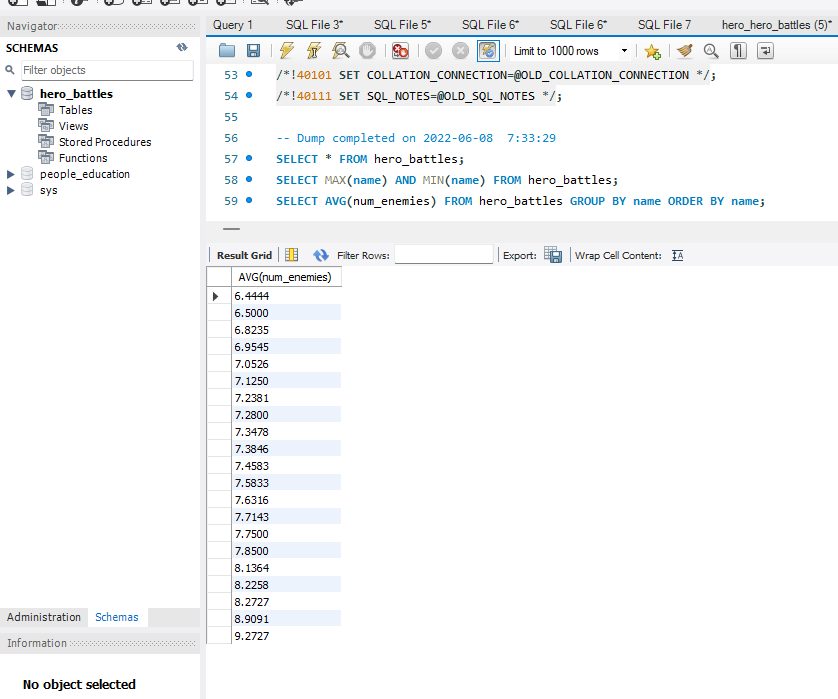 Navigator
SCHEMAS
Filter objects
hero_battles
Tables
Views
Stored Procedures
Functions
people_education
sys
Administration Schemas
Information
No object selected
Query 1 SQL File 3* SQL File 5* SQL File 6* SQL File 6* SQL File 7 hero_hero_battles (5)*
Limit to 1000 rows
53 /*!40101 SET COLLATION_CONNECTION=@OLD_COLLATION_CONNECTION */;
54 /*!40111 SET SQL_NOTES=@OLD_SQL_NOTES */;
55
56 -- Dump completed on 2022-06-08  7:33:29
57 SELECT * FROM hero_battles;
58 SELECT MAX(name) AND MIN(name) FROM hero_battles;
59 SELECT AVG(num_enemies) FROM hero_battles GROUP BY name ORDER BY name;
Result Grid Filter Rows: Export: Wrap Cell Content:
AVG(num_enemies)
6.4444
6.5000
6.8235
6.9545
7.0526
7.1250
7.2381
7.2800
7.3478
7.3846
7.4583
7.5833
7.6316
7.7143
7.7500
7.8500
8.1364
8.2258
8.2727
8.9091
9.2727